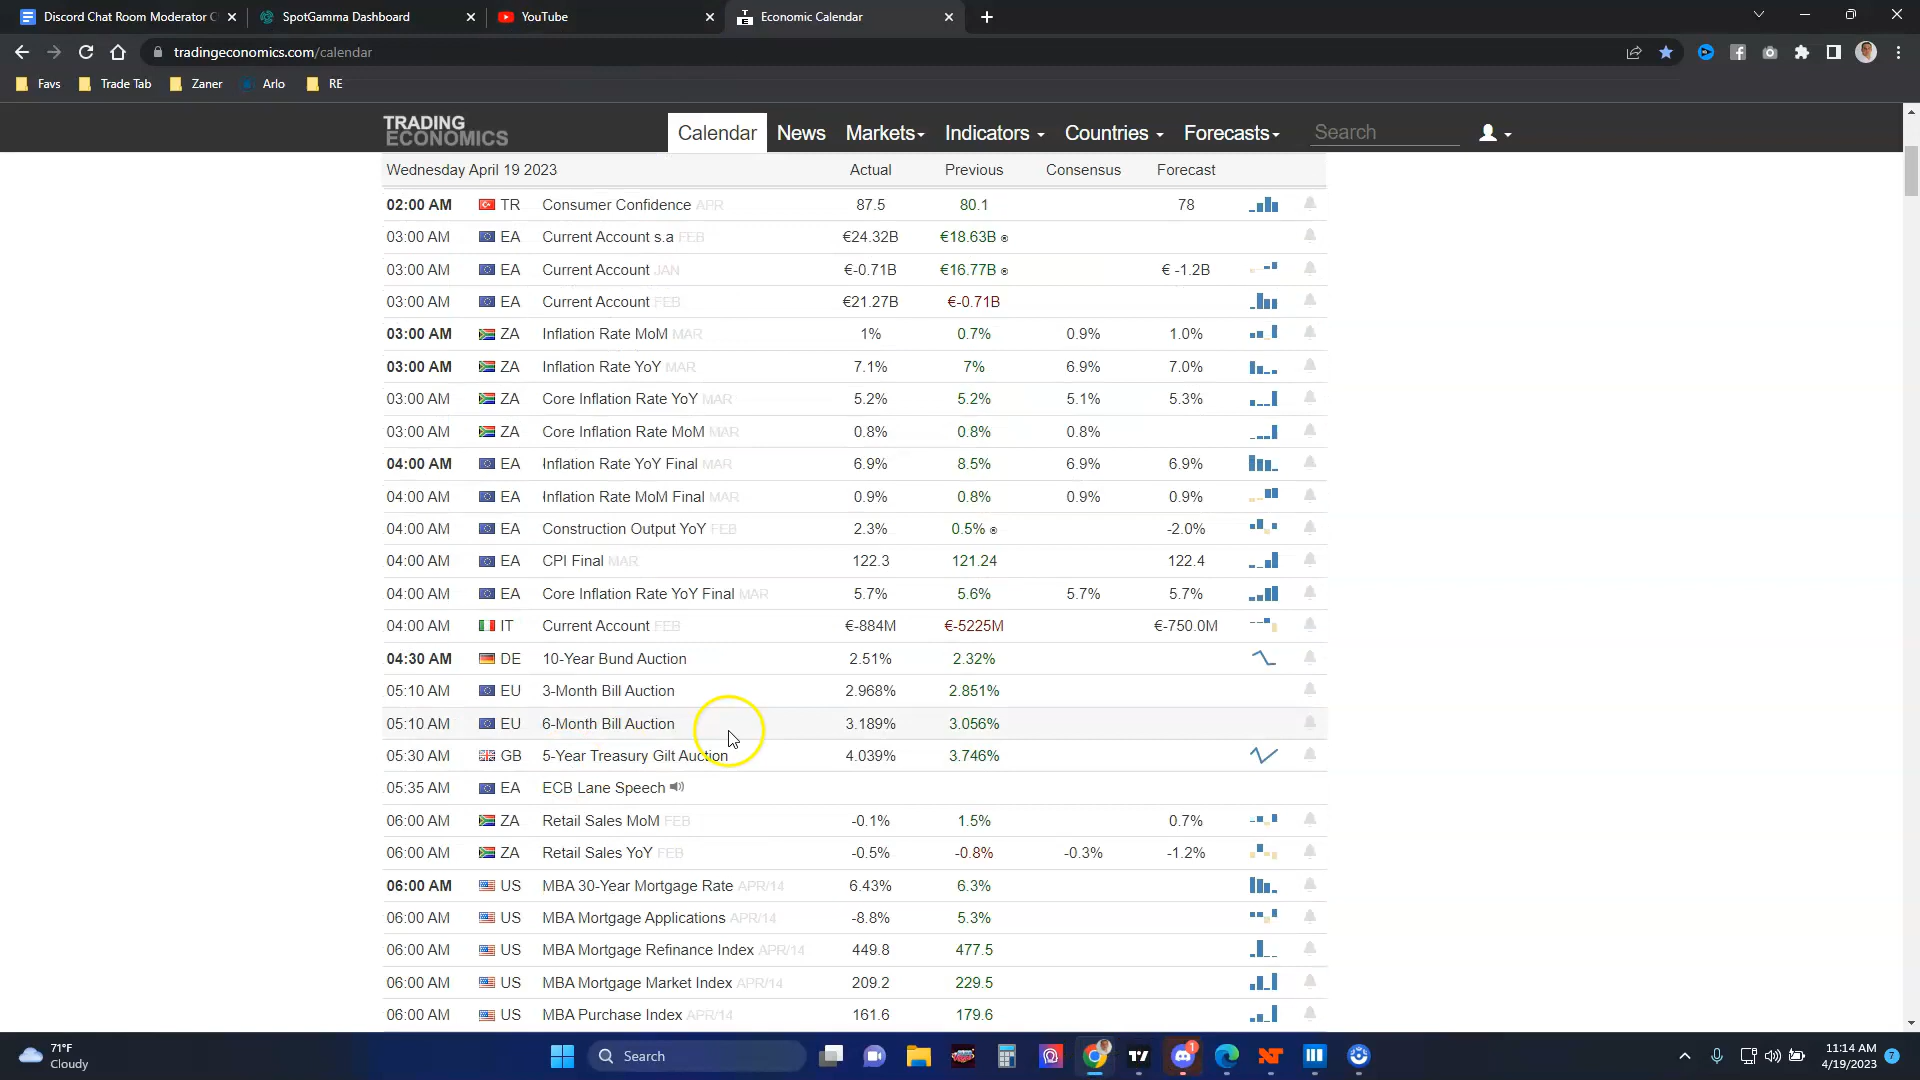 Discord Chat Room Moderator C
SpotGamma Dashboard
YouTube
Economic Calendar
tradingeconomics.com/calendar
Favs Trade Tab Zaner Arlo RE
TRADING
ECONOMICS
Calendar News Markets Indicators Countries Forecasts Search
Wednesday April 19 2023 Actual Previous Consensus Forecast
02:00 AM TR Consumer Confidence APR 87.5 80.1 78
03:00 AM EA Current Account s.a FEB €24.32B €18.63B ®
03:00 AM EA Current Account JAN €-0.71B €16.77B ® € -1.2B
03:00 AM EA Current Account FEB €21.27B €-0.71B
03:00 AM ZA Inflation Rate MoM MAR 1% 0.7% 0.9% 1.0%
03:00 AM ZA Inflation Rate YoY MAR 7.1% 7% 6.9% 7.0%
03:00 AM ZA Core Inflation Rate YoY MAR 5.2% 5.2% 5.1% 5.3%
03:00 AM ZA Core Inflation Rate MoM MAR 0.8% 0.8% 0.8%
04:00 AM EA Inflation Rate YoY Final MAR 6.9% 8.5% 6.9% 6.9%
04:00 AM EA Inflation Rate MoM Final MAR 0.9% 0.8% 0.9% 0.9%
04:00 AM EA Construction Output YoY FEB 2.3% 0.5% ® -2.0%
04:00 AM EA CPI Final MAR 122.3 121.24 122.4
04:00 AM EA Core Inflation Rate YoY Final MAR 5.7% 5.6% 5.7% 5.7%
04:00 AM IT Current Account FEB €-884M €-5225M €-750.0M
04:30 AM DE 10-Year Bund Auction 2.51% 2.32%
05:10 AM EU 3-Month Bill Auction 2.968% 2.851%
05:10 AM EU 6-Month Bill Auction 3.189% 3.056%
05:30 AM GB 5-Year Treasury Gilt Auction 4.039% 3.746%
05:35 AM EA ECB Lane Speech
06:00 AM ZA Retail Sales MoM FEB -0.1% 1.5% 0.7%
06:00 AM ZA Retail Sales YoY FEB -0.5% -0.8% -0.3% -1.2%
06:00 AM US MBA 30-Year Mortgage Rate APR/14 6.43% 6.3%
06:00 AM US MBA Mortgage Applications APR/14 -8.8% 5.3%
06:00 AM US MBA Mortgage Refinance Index APR/14 449.8 477.5
06:00 AM US MBA Mortgage Market Index APR/14 209.2 229.5
06:00 AM US MBA Purchase Index APR/14 161.6 179.6
71°F
Cloudy
Search
1
11:14 AM
4/19/2023
7